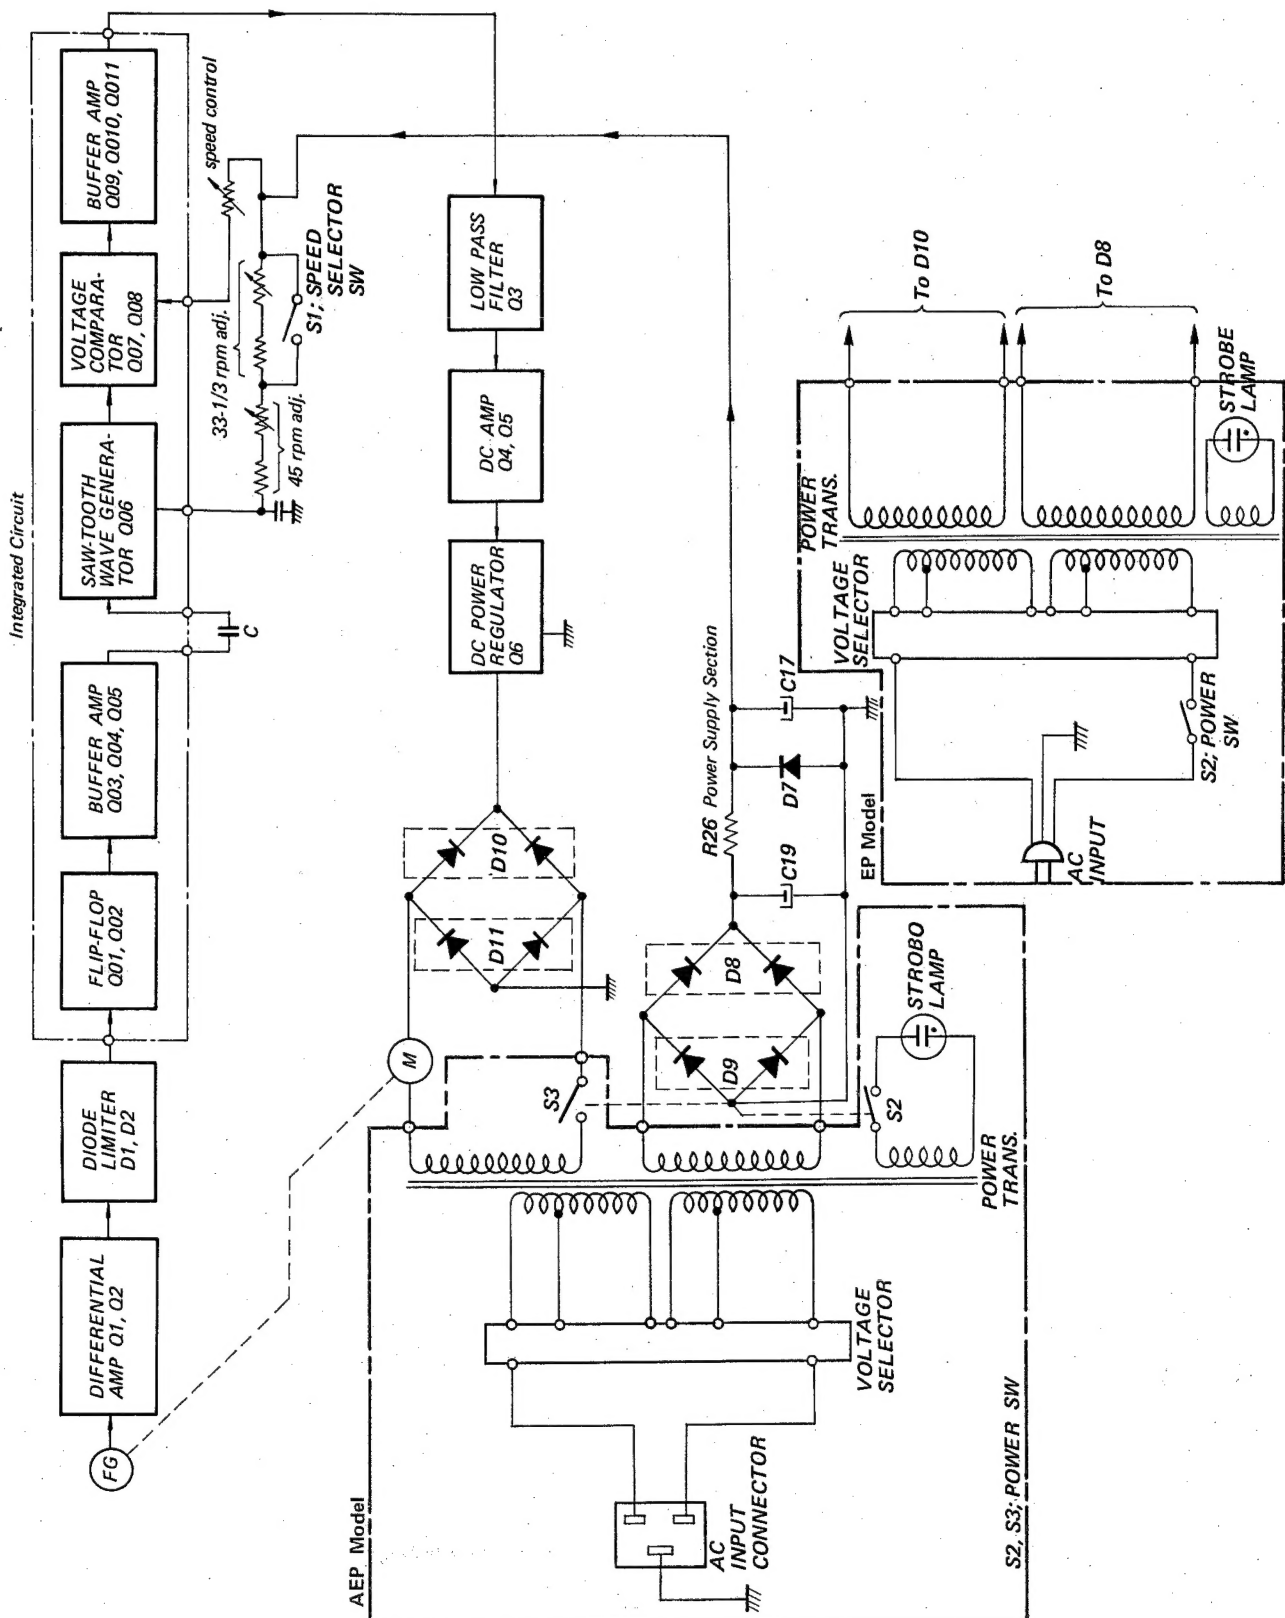 Integrated Circuit
FG
DIFFERENTIAL
AMP Q1, Q2
DIODE
LIMITER
D1, D2
FLIP-FLOP
Q01, Q02
BUFFER AMP
Q03, Q04, Q05
C
SAW-TOOTH
WAVE GENERA-
TOR Q06
VOLTAGE
COMPARA-
TOR
Q07, Q08
BUFFER AMP
Q09, Q010, Q011
speed control
33-1/3 rpm adj.
45 rpm adj.
S1; SPEED
SELECTOR
SW
LOW PASS
FILTER
Q3
DC AMP
Q4, Q5
DC POWER
REGULATOR
Q6
D10
D11
M
AEP Model
S3
AC
INPUT
CONNECTOR
VOLTAGE
SELECTOR
POWER
TRANS.
S2
STROBO
LAMP
S2, S3; POWER SW
D8
D9
R26
Power Supply Section
C19
D7
C17
EP Model
AC
INPUT
S2; POWER
SW
VOLTAGE
SELECTOR
POWER
TRANS.
STROBE
LAMP
To D10
To D8